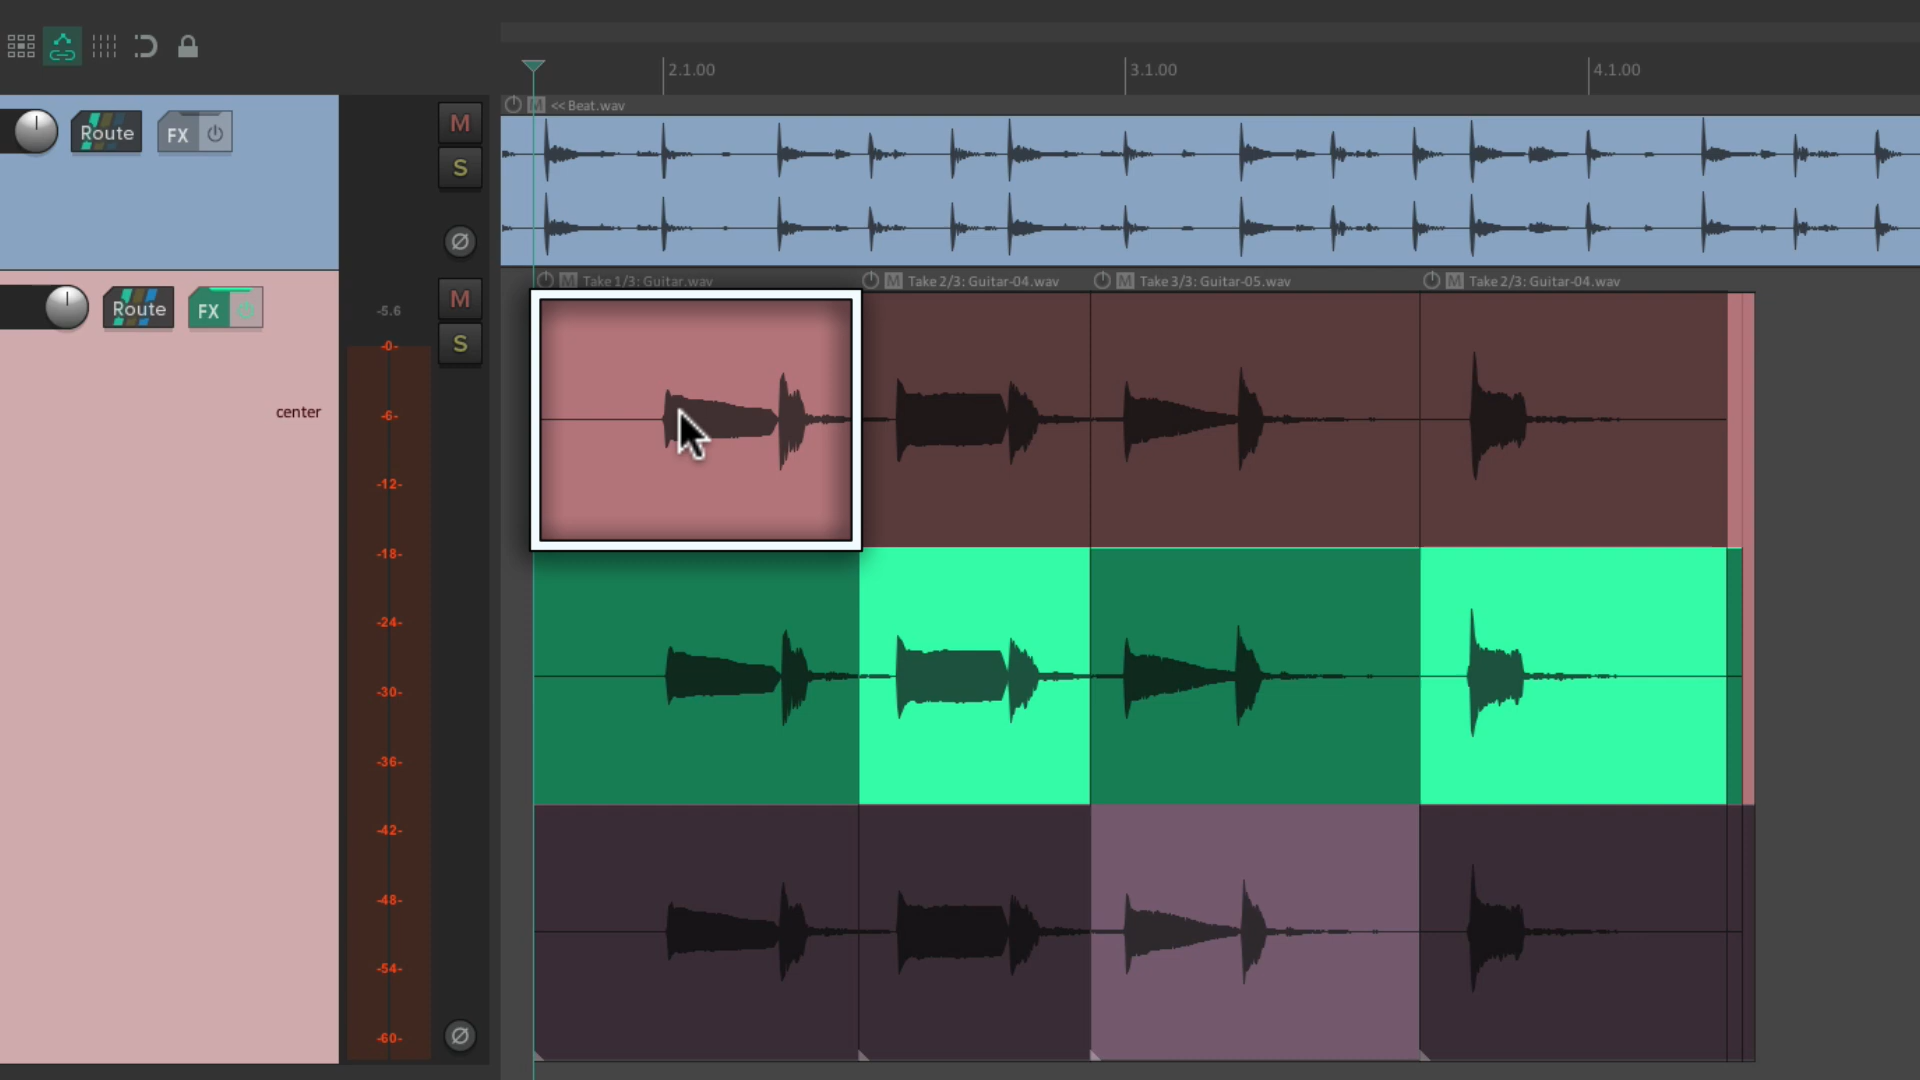 2.1.00
3.1.00
4.1.00
M << Beat.wav
Route FX
M
S
M Take 1/3: Guitar.wav
M Take 2/3: Guitar-04.wav
M Take 3/3: Guitar-05.wav
M Take 2/3: Guitar-04.wav
Route FX
M
S
center
-5.6
-0-
-6-
-12-
-18-
-24-
-30-
-36-
-42-
-48-
-54-
-60-